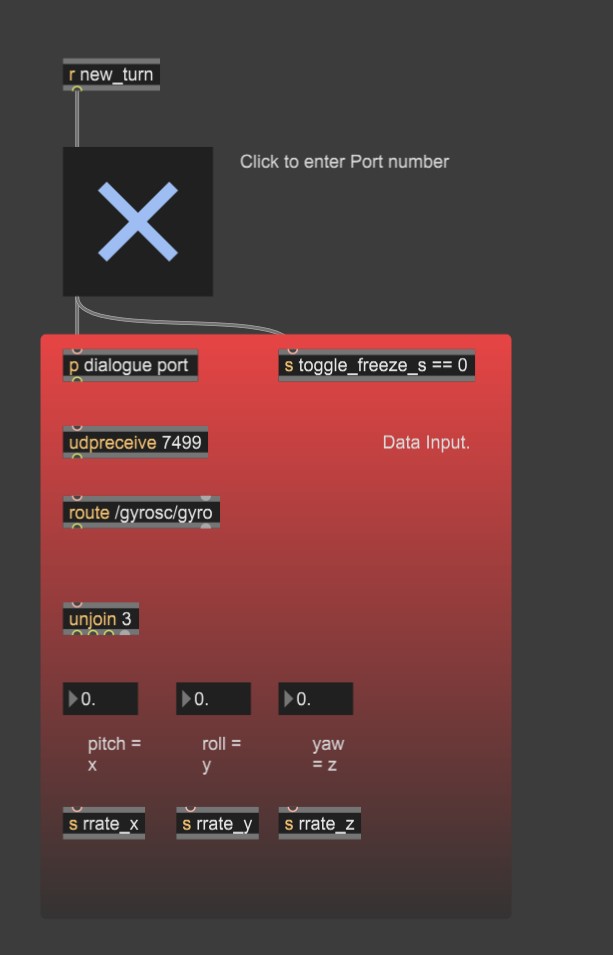 r new_turn
Click to enter Port number
p dialogue port
s toggle_freeze_s == 0
udpreceive 7499
Data Input.
route /gyrosc/gyro
unjoin 3
0.
0.
0.
pitch =
x
roll =
y
yaw
= z
s rrate_x
s rrate_y
s rrate_z